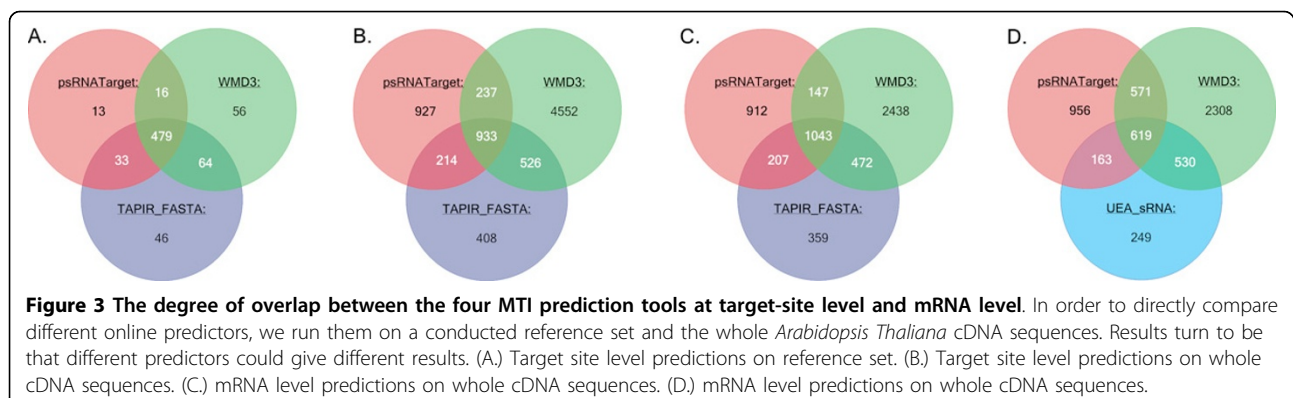 A.
psRNATarget:
13
16
WMD3:
56
479
33
64
TAPIR_FASTA:
46
B.
psRNATarget:
927
237
WMD3:
4552
933
214
526
TAPIR_FASTA:
408
C.
psRNATarget:
912
147
WMD3:
2438
1043
207
472
TAPIR_FASTA:
359
D.
psRNATarget:
956
571
WMD3:
2308
619
163
530
UEA_sRNA:
249
Figure 3 The degree of overlap between the four MTI prediction tools at target-site level and mRNA level. In order to directly compare
different online predictors, we run them on a conducted reference set and the whole Arabidopsis Thaliana cDNA sequences. Results turn to be
that different predictors could give different results. (A.) Target site level predictions on reference set. (B.) Target site level predictions on whole
cDNA sequences. (C.) mRNA level predictions on whole cDNA sequences. (D.) mRNA level predictions on whole cDNA sequences.